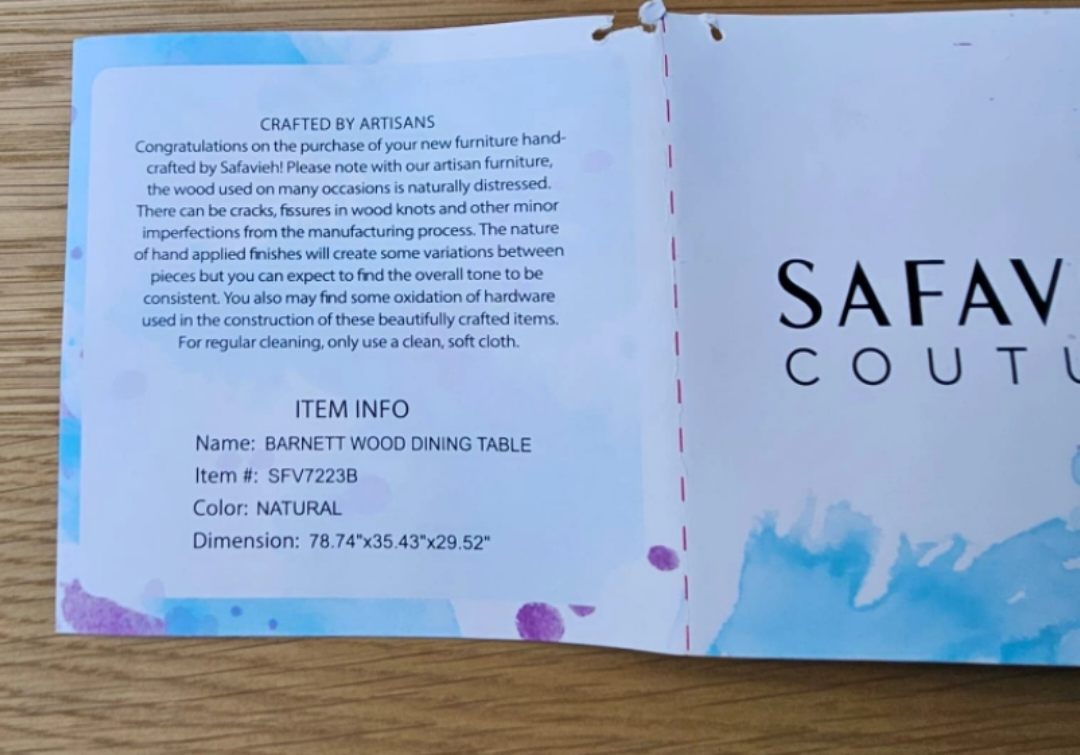 CRAFTED BY ARTISANS
Congratulations on the purchase of your new furniture hand-
crafted by Safavieh! Please note with our artisan furniture,
the wood used on many occasions is naturally distressed.
There can be cracks, fissures in wood knots and other minor
imperfections from the manufacturing process. The nature
of hand applied finishes will create some variations between
pieces but you can expect to find the overall tone to be
consistent. You also may find some oxidation of hardware
used in the construction of these beautifully crafted items.
For regular cleaning, only use a clean, soft cloth.
ITEM INFO
Name: BARNETT WOOD DINING TABLE
Item #: SFV7223B
Color: NATURAL
Dimension: 78.74"x35.43"x29.52"
SAFAV
COUTU